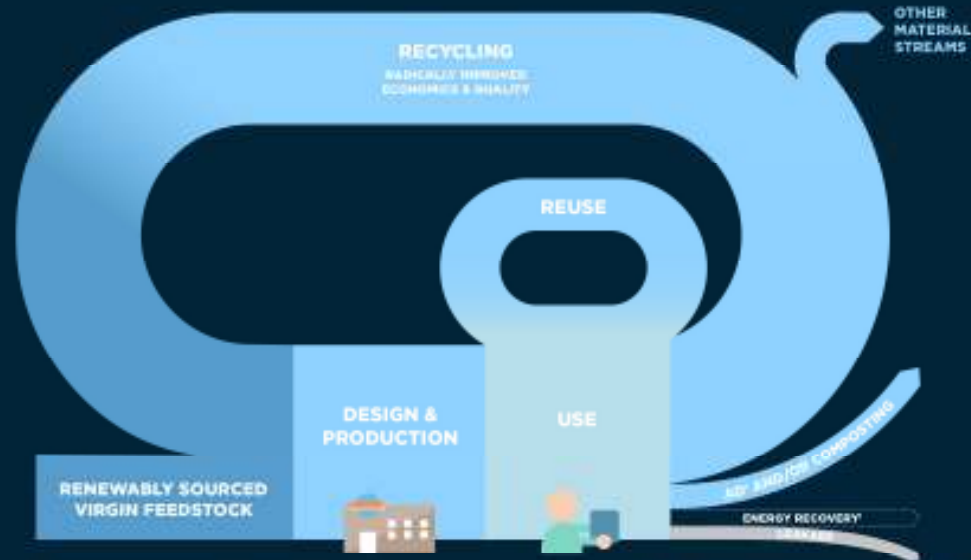 OTHER
MATERIAL
STREAMS
RECYCLING
RADICALLY IMPROVED
ECONOMICS & QUALITY
REUSE
DESIGN &
PRODUCTION
USE
RENEWABLY SOURCED
VIRGIN FEEDSTOCK
AND/OR COMPOSTING
ENERGY RECOVERY
LEAKAGE